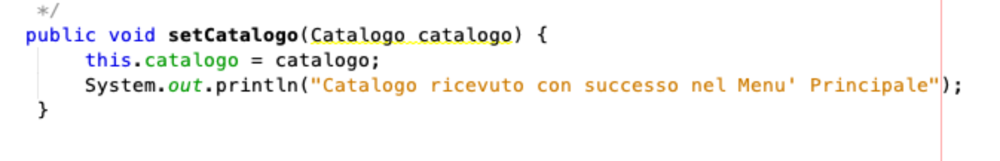 */
public void setCatalogo(Catalogo catalogo) {
this.catalogo = catalogo;
System.out.println("Catalogo ricevuto con successo nel Menu' Principale");
}